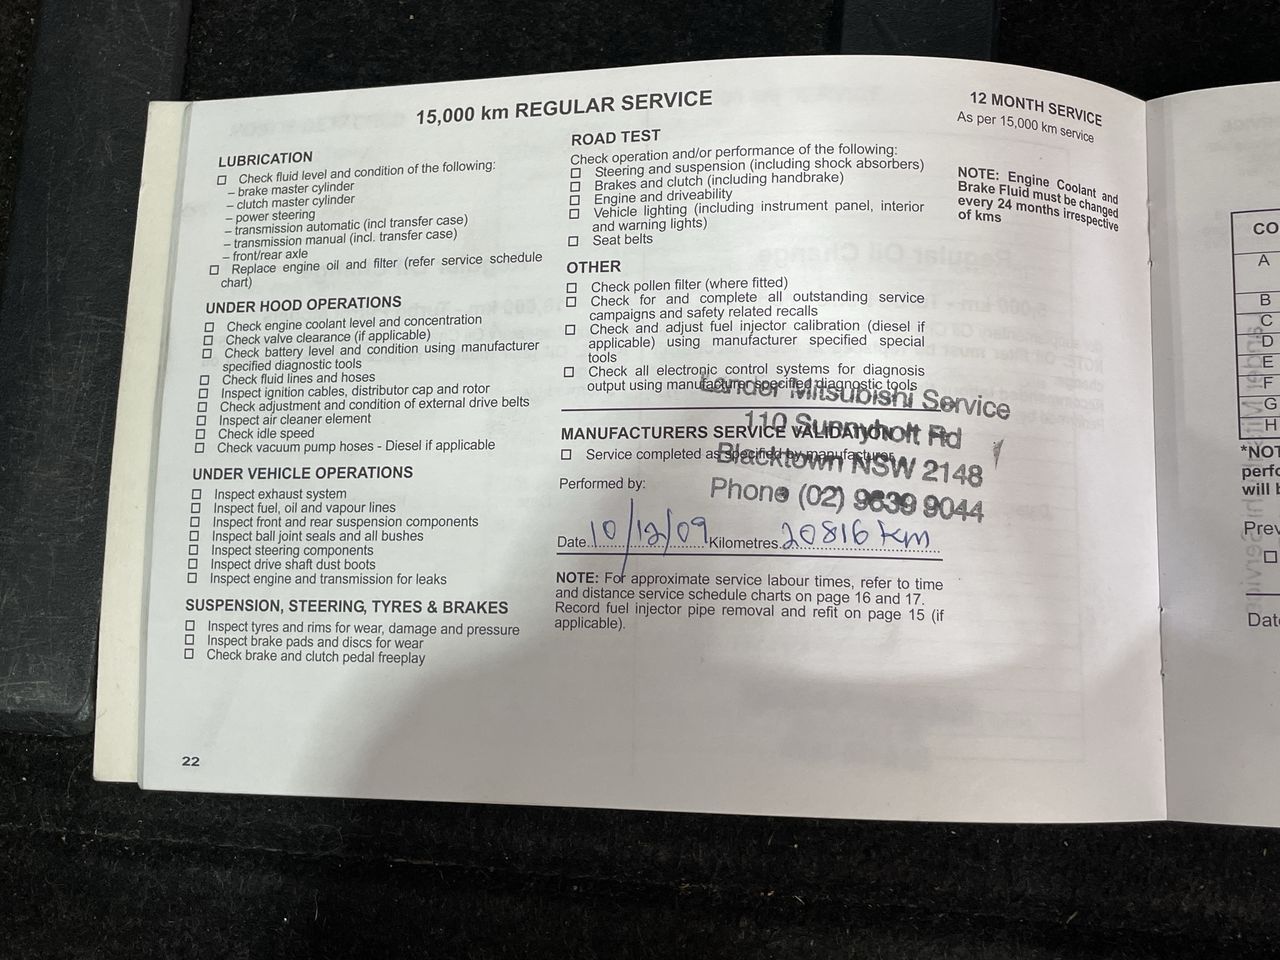 15,000 km REGULAR SERVICE
LUBRICATION
Check fluid level and condition of the following:
– brake master cylinder
– clutch master cylinder
– power steering
– transmission automatic (incl transfer case)
– transmission manual (incl. transfer case)
– front/rear axle
Replace engine oil and filter (refer service schedule
chart)
UNDER HOOD OPERATIONS
Check engine coolant level and concentration
Check valve clearance (if applicable)
Check battery level and condition using manufacturer
specified diagnostic tools
Check fluid lines and hoses
Inspect ignition cables, distributor cap and rotor
Check adjustment and condition of external drive belts
Inspect air cleaner element
Check idle speed
Check vacuum pump hoses - Diesel if applicable
UNDER VEHICLE OPERATIONS
Inspect exhaust system
Inspect fuel, oil and vapour lines
Inspect front and rear suspension components
Inspect ball joint seals and all bushes
Inspect steering components
Inspect drive shaft dust boots
Inspect engine and transmission for leaks
SUSPENSION, STEERING, TYRES & BRAKES
Inspect tyres and rims for wear, damage and pressure
Inspect brake pads and discs for wear
Check brake and clutch pedal freeplay
22
ROAD TEST
Check operation and/or performance of the following:
Steering and suspension (including shock absorbers)
Brakes and clutch (including handbrake)
Engine and driveability
Vehicle lighting (including instrument panel, interior
and warning lights)
Seat belts
OTHER
Check pollen filter (where fitted)
Check for and complete all outstanding service
campaigns and safety related recalls
Check and adjust fuel injector calibration (diesel if
applicable) using manufacturer specified special
tools
Check all electronic control systems for diagnosis
output using manufacturer specified diagnostic tools
Lander Mitsubishi Service
110 Sunnyholt Rd
Blacktown NSW 2148
Phone (02) 9639 9044
MANUFACTURERS SERVICE VALIDATION
Service completed as specified by manufacturer
Performed by:
Date 10/12/09 Kilometres 20816 km
NOTE: For approximate service labour times, refer to time
and distance service schedule charts on page 16 and 17.
Record fuel injector pipe removal and refit on page 15 (if
applicable).
12 MONTH SERVICE
As per 15,000 km service
NOTE: Engine Coolant and
Brake Fluid must be changed
every 24 months irrespective
of kms
CO
A
B
C
D
E
F
G
H
*NOT
perfo
will b
Prev
Date